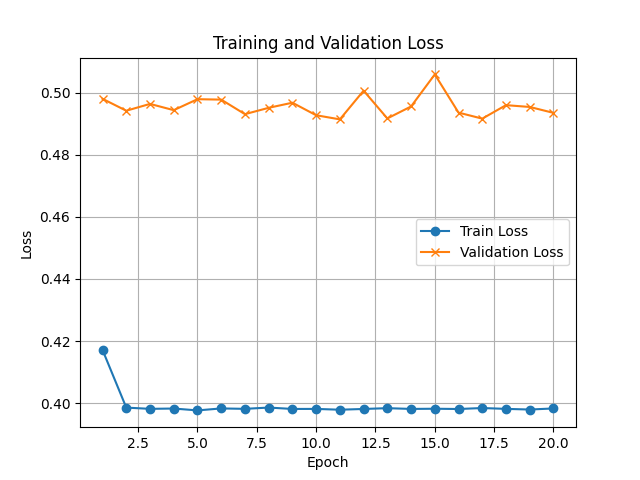 Training and Validation Loss
0.50
0.48
0.46
0.44
0.42
0.40
Loss
Train Loss
Validation Loss
2.5 5.0 7.5 10.0 12.5 15.0 17.5 20.0
Epoch